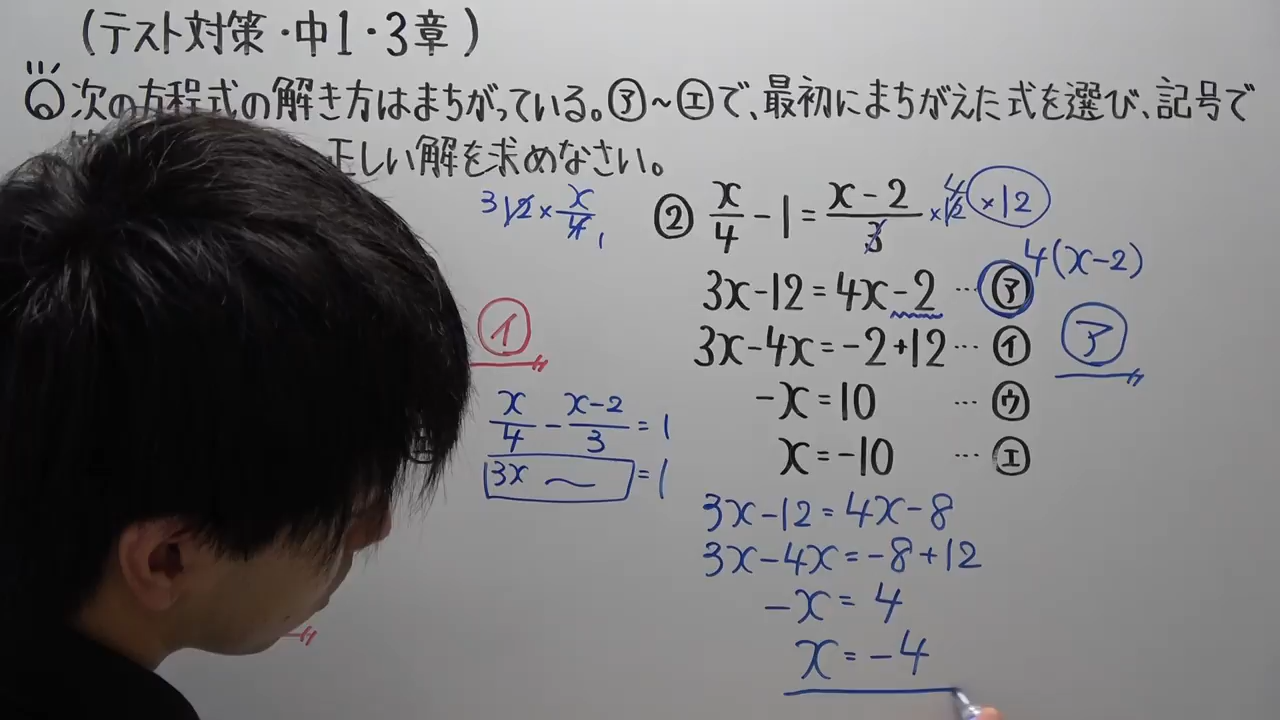 (テスト対策・中1・3章)
Q 次の方程式の解き方はまちがっている。㋐~㋓で、最初にまちがえた式を選び、記号で
正しい解を求めなさい。
② x/4 - 1 = (x-2)/3 ×12 ×12
4
3 12 × x/4
1
4(x-2)
3x-12=4x-2 … ㋐
㋐
3x-4x=-2+12 … ㋑
-x=10 … ㋒
x=-10 … ㋓
㋑
x/4 - (x-2)/3 = 1
3x ~ = 1
3x-12=4x-8
3x-4x=-8+12
-x=4
x=-4